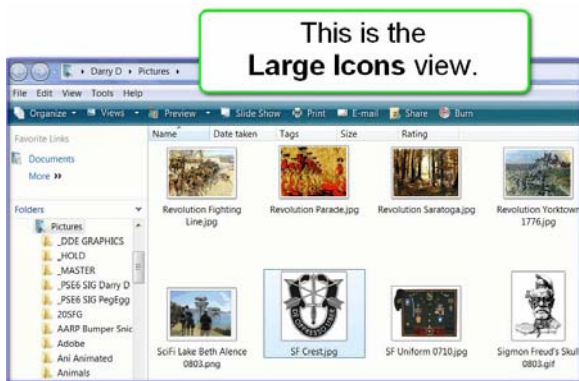 This is the
Large Icons view.
Darry D ▸ Pictures ▸
File Edit View Tools Help
Organize Views Preview Slide Show Print E-mail Share Burn
Favorite Links
Name Date taken Tags Size Rating
Documents
More »
Folders
Pictures
_DDE GRAPHICS
_HOLD
_MASTER
_PSE6 SIG Darry D
_PSE6 SIG PegEgg
20SFG
AARP Bumper Snic
Adobe
Ani Animated
Animals
Revolution Fighting
Line.jpg
Revolution Parade.jpg
Revolution Saratoga.jpg
Revolution Yorktown
1776.jpg
SciFi Lake Beth Alence
0803.png
SF Crest.jpg
SF Uniform 0710.jpg
Sigmon Freud's Skull
0803.gif
DE OPPRESSO LIBER